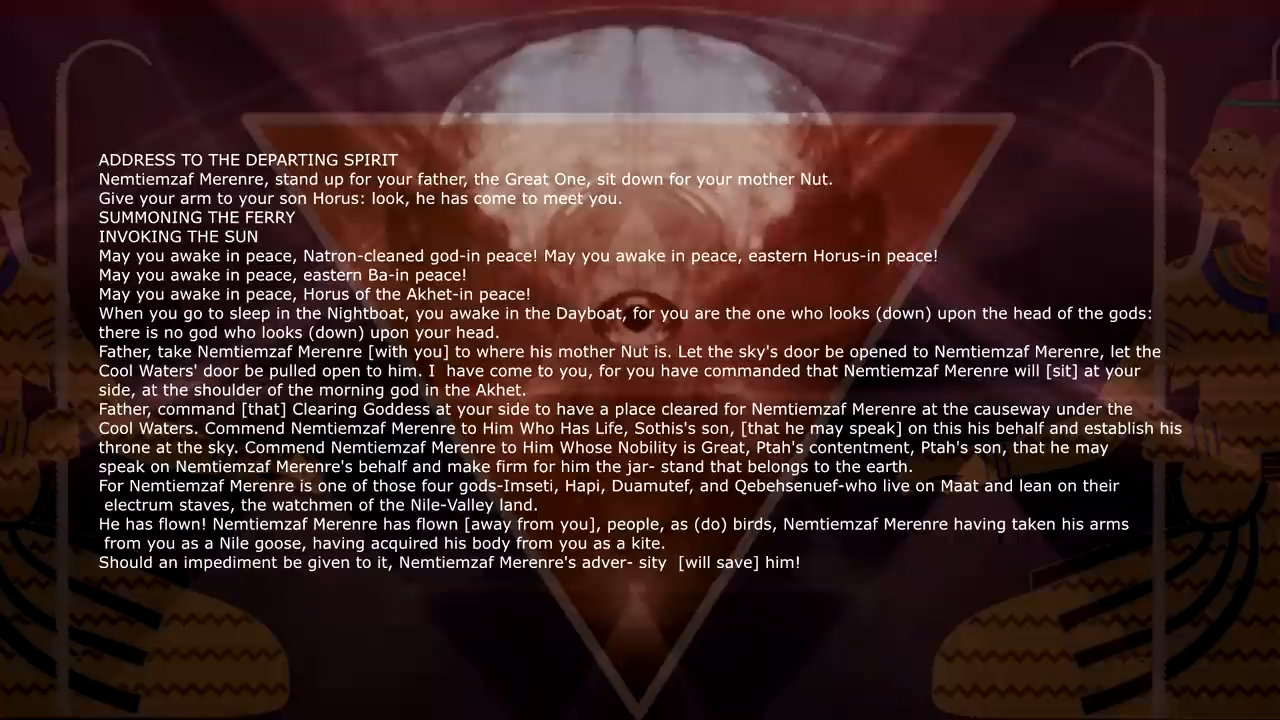 ADDRESS TO THE DEPARTING SPIRIT
Nemtiemzaf Merenre, stand up for your father, the Great One, sit down for your mother Nut.
Give your arm to your son Horus: look, he has come to meet you.
SUMMONING THE FERRY
INVOKING THE SUN
May you awake in peace, Natron-cleaned god-in peace! May you awake in peace, eastern Horus-in peace!
May you awake in peace, eastern Ba-in peace!
May you awake in peace, Horus of the Akhet-in peace!
When you go to sleep in the Nightboat, you awake in the Dayboat, for you are the one who looks (down) upon the head of the gods:
there is no god who looks (down) upon your head.
Father, take Nemtiemzaf Merenre [with you] to where his mother Nut is. Let the sky's door be opened to Nemtiemzaf Merenre, let the
Cool Waters' door be pulled open to him. I  have come to you, for you have commanded that Nemtiemzaf Merenre will [sit] at your
side, at the shoulder of the morning god in the Akhet.
Father, command [that] Clearing Goddess at your side to have a place cleared for Nemtiemzaf Merenre at the causeway under the
Cool Waters. Commend Nemtiemzaf Merenre to Him Who Has Life, Sothis's son, [that he may speak] on this his behalf and establish his
throne at the sky. Commend Nemtiemzaf Merenre to Him Whose Nobility is Great, Ptah's contentment, Ptah's son, that he may
speak on Nemtiemzaf Merenre's behalf and make firm for him the jar- stand that belongs to the earth.
For Nemtiemzaf Merenre is one of those four gods-Imseti, Hapi, Duamutef, and Qebehsenuef-who live on Maat and lean on their
electrum staves, the watchmen of the Nile-Valley land.
He has flown! Nemtiemzaf Merenre has flown [away from you], people, as (do) birds, Nemtiemzaf Merenre having taken his arms
from you as a Nile goose, having acquired his body from you as a kite.
Should an impediment be given to it, Nemtiemzaf Merenre's adver- sity  [will save] him!